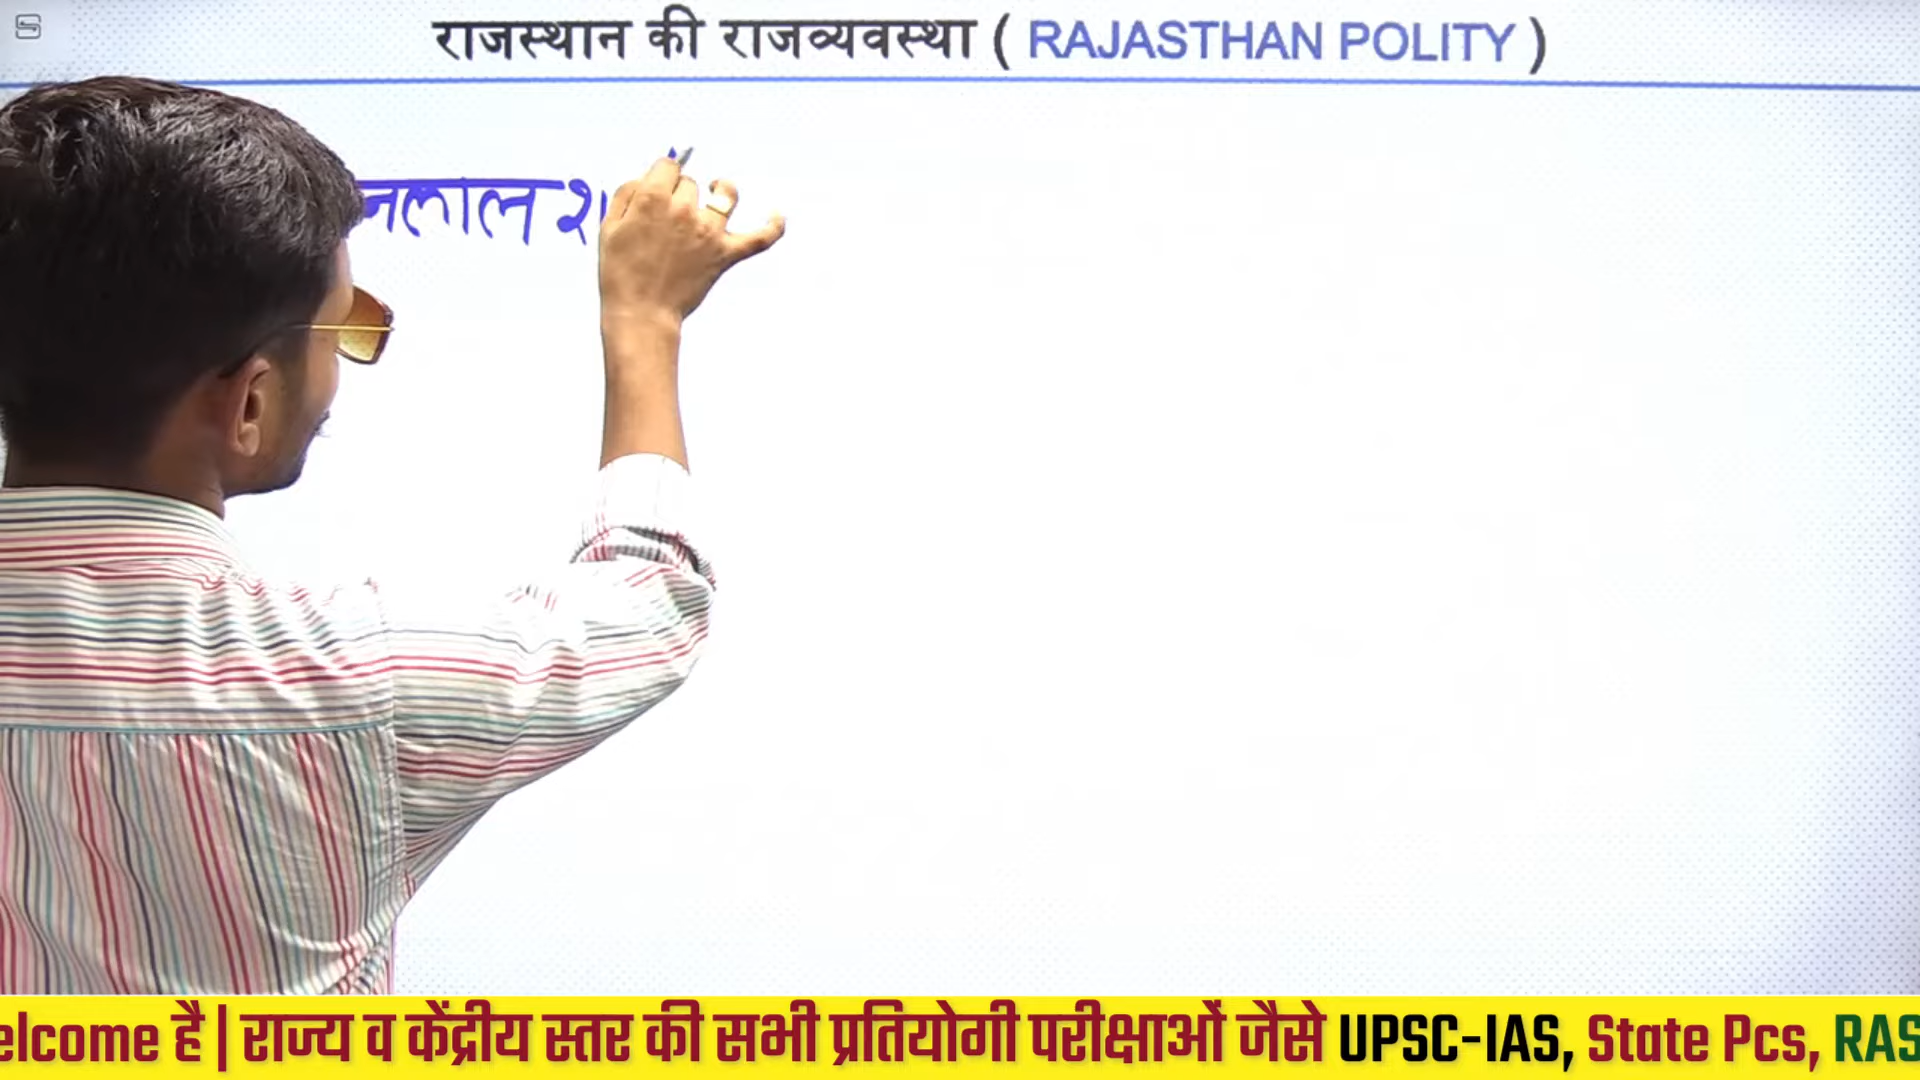 राजस्थान की राजव्यवस्था ( RAJASTHAN POLITY )
नलाल श
elcome है | राज्य व केंद्रीय स्तर की सभी प्रतियोगी परीक्षाओं जैसे UPSC-IAS, State Pcs, RAS